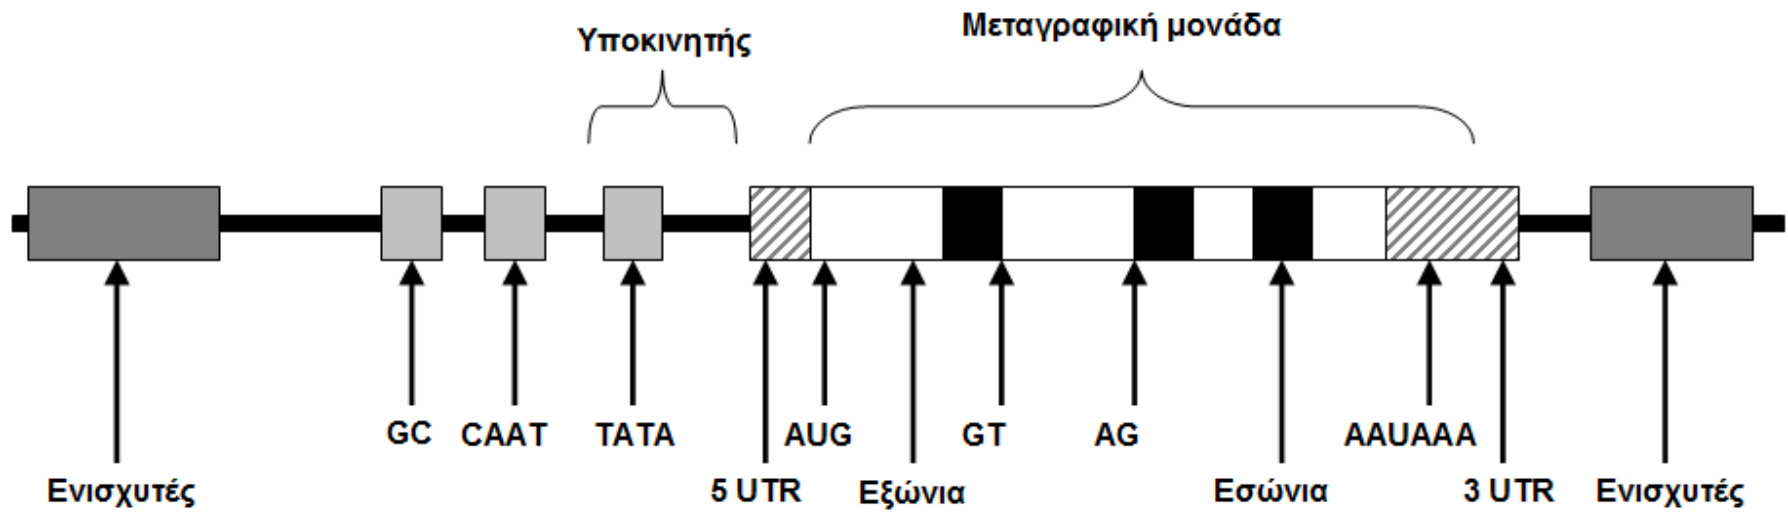 Υποκινητής
Μεταγραφική μονάδα
GC
CAAT
TATA
AUG
GT
AG
AAUAAA
Ενισχυτές
5 UTR
Εξώνια
Εσώνια
3 UTR
Ενισχυτές